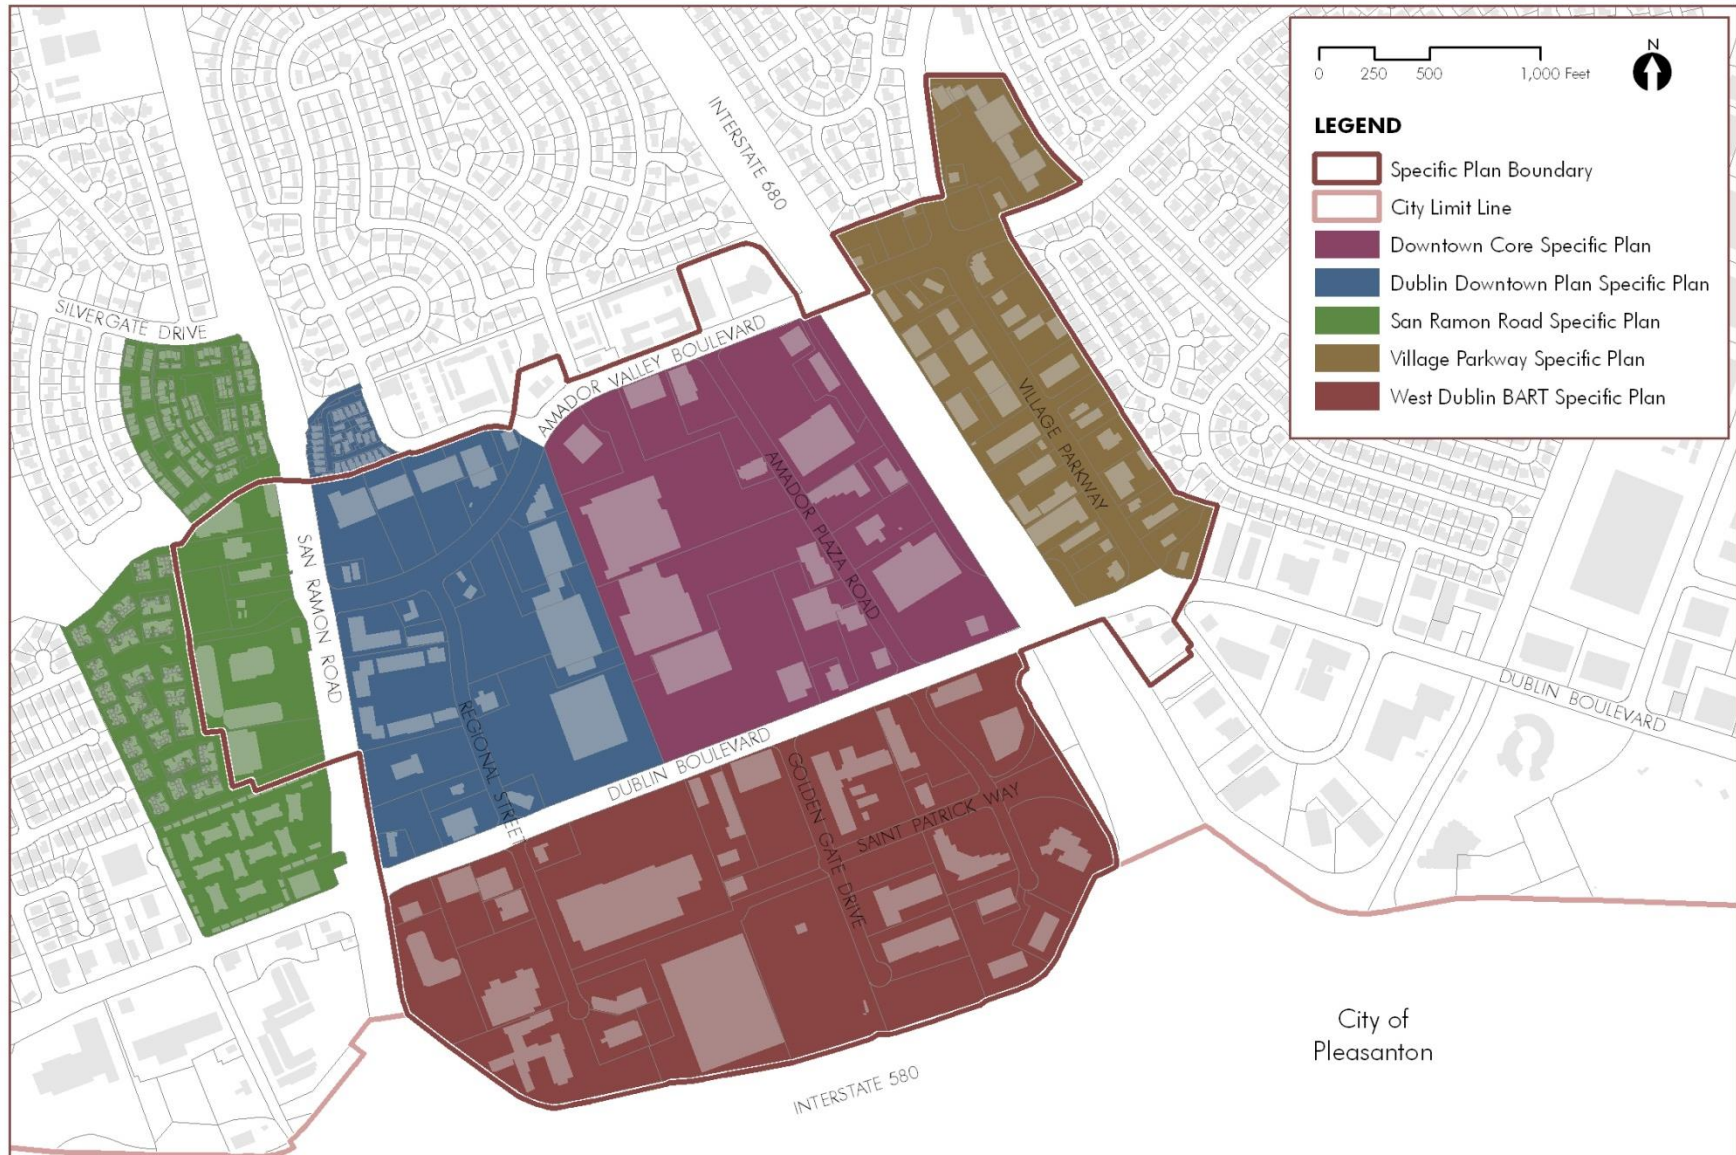 0 250 500 1,000 Feet
N
LEGEND
Specific Plan Boundary
City Limit Line
Downtown Core Specific Plan
Dublin Downtown Plan Specific Plan
San Ramon Road Specific Plan
Village Parkway Specific Plan
West Dublin BART Specific Plan
INTERSTATE 680
SILVERGATE DRIVE
AMADOR VALLEY BOULEVARD
VILLAGE PARKWAY
AMADOR PLAZA ROAD
SAN RAMON ROAD
REGIONAL STREET
DUBLIN BOULEVARD
DUBLIN BOULEVARD
GOLDEN GATE DRIVE
SAINT PATRICK WAY
City of
Pleasanton
INTERSTATE 580